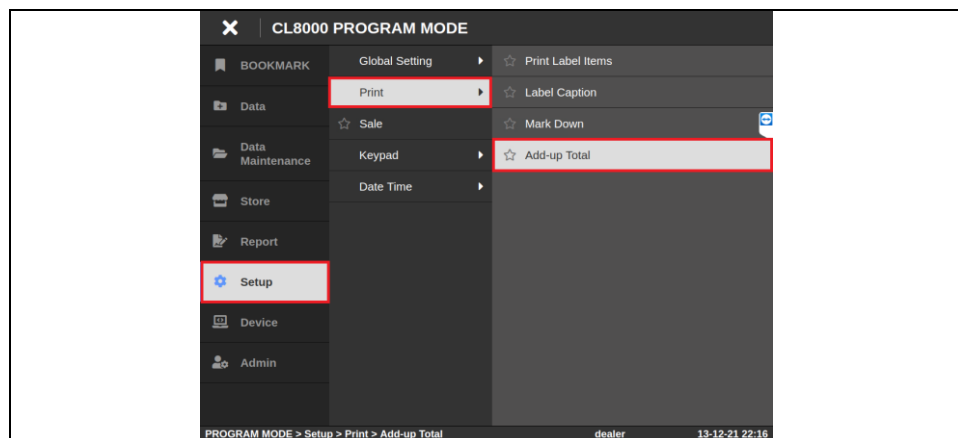 CL8000 PROGRAM MODE
BOOKMARK
Data
Data
Maintenance
Store
Report
Setup
Device
Admin
Global Setting
Print
Sale
Keypad
Date Time
Print Label Items
Label Caption
Mark Down
Add-up Total
PROGRAM MODE > Setup > Print > Add-up Total dealer 13-12-21 22:16